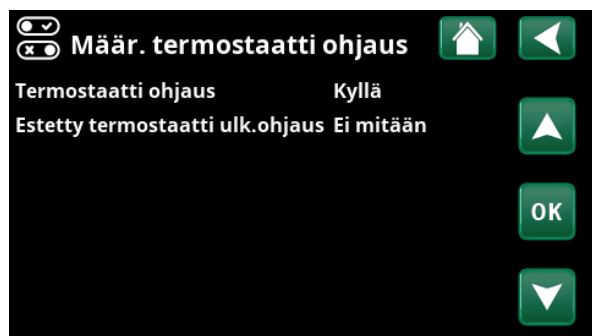 Määr. termostaatti ohjaus
Termostaatti ohjaus Kyllä
Estetty termostaatti ulk.ohjaus Ei mitään
OK